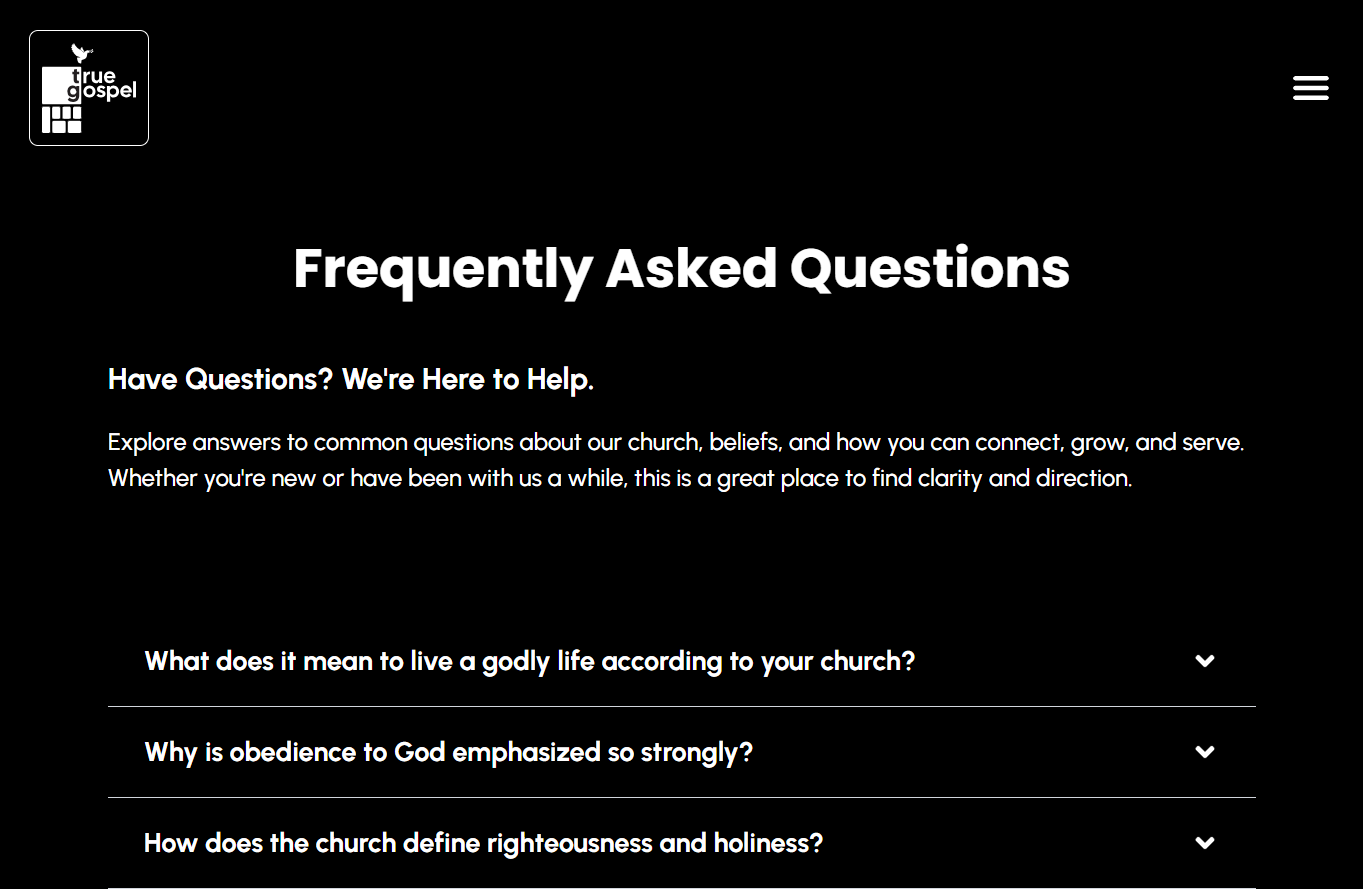 true
gospel
Frequently Asked Questions
Have Questions? We're Here to Help.
Explore answers to common questions about our church, beliefs, and how you can connect, grow, and serve.
Whether you're new or have been with us a while, this is a great place to find clarity and direction.
What does it mean to live a godly life according to your church?
Why is obedience to God emphasized so strongly?
How does the church define righteousness and holiness?